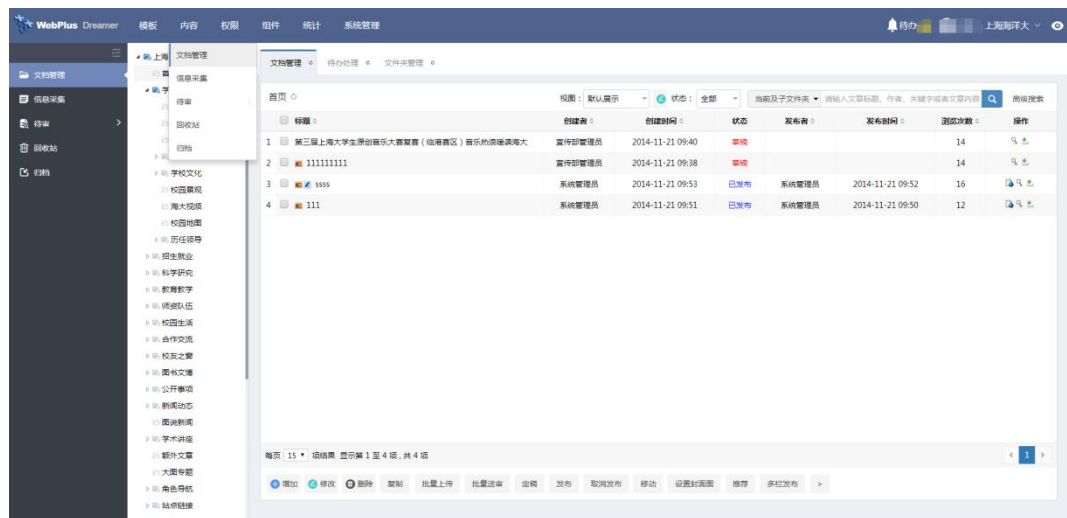 WebPlus Dreamer 模板 内容 权限 组件 统计 系统管理 待办 上海海洋大
文档管理
信息采集
待审
回收站
归档
文档管理
信息采集
待审
回收站
归档
上海
学校文化
校园景观
海大视频
校园地图
历任领导
招生就业
科学研究
教育教学
师资队伍
校园生活
合作交流
校友之窗
图书文博
公开事项
新闻动态
图说新闻
学术讲座
额外文章
大图专题
角色导航
站点链接
文档管理 待办处理 文件夹管理
首页 视图: 默认展示 状态: 全部 当前及子文件夹 请输入文章标题、作者、关键字或者文章内容 高级搜索
标题 创建者 创建时间 状态 发布者 发布时间 浏览次数 操作
1 第三届上海大学生原创音乐大赛复赛(临港赛区)音乐热浪暖袭海大 宣传部管理员 2014-11-21 09:40 草稿 14
2 111111111 宣传部管理员 2014-11-21 09:38 草稿 14
3 ssss 系统管理员 2014-11-21 09:53 已发布 系统管理员 2014-11-21 09:52 16
4 111 系统管理员 2014-11-21 09:51 已发布 系统管理员 2014-11-21 09:50 12
每页 15 项结果 显示第 1 至 4 项,共 4 项 1
增加 修改 删除 复制 批量上传 批量送审 定稿 发布 取消发布 移动 设置封面图 推荐 多栏发布 >